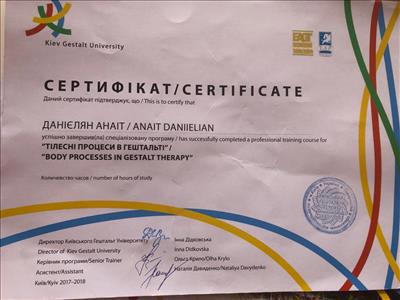 Kiev Gestalt University
EAGT
СЕРТИФІКАТ/CERTIFICATE
Даний сертифікат підтверджує, що / This is to certify that
ДАНІЄЛЯН АНАІТ / ANAIT DANIIELIAN
успішно завершив(ла) спеціалізовану програму / has successfully completed a professional training course for
"ТІЛЕСНІ ПРОЦЕСИ В ГЕШТАЛЬТІ" /
"BODY PROCESSES IN GESTALT THERAPY"
Количество часов / number of hours of study
Директор Київського Гештальт Університету
Director of Kiev Gestalt University
Керівник програми/Senior Trainer
Асистент/Assistant
Київ/Kyiv 2017–2018
Інна Дідковська
Inna Didkovska
Ольга Крило/Olha Krylo
Наталія Давиденко/Nataliya Davydenko